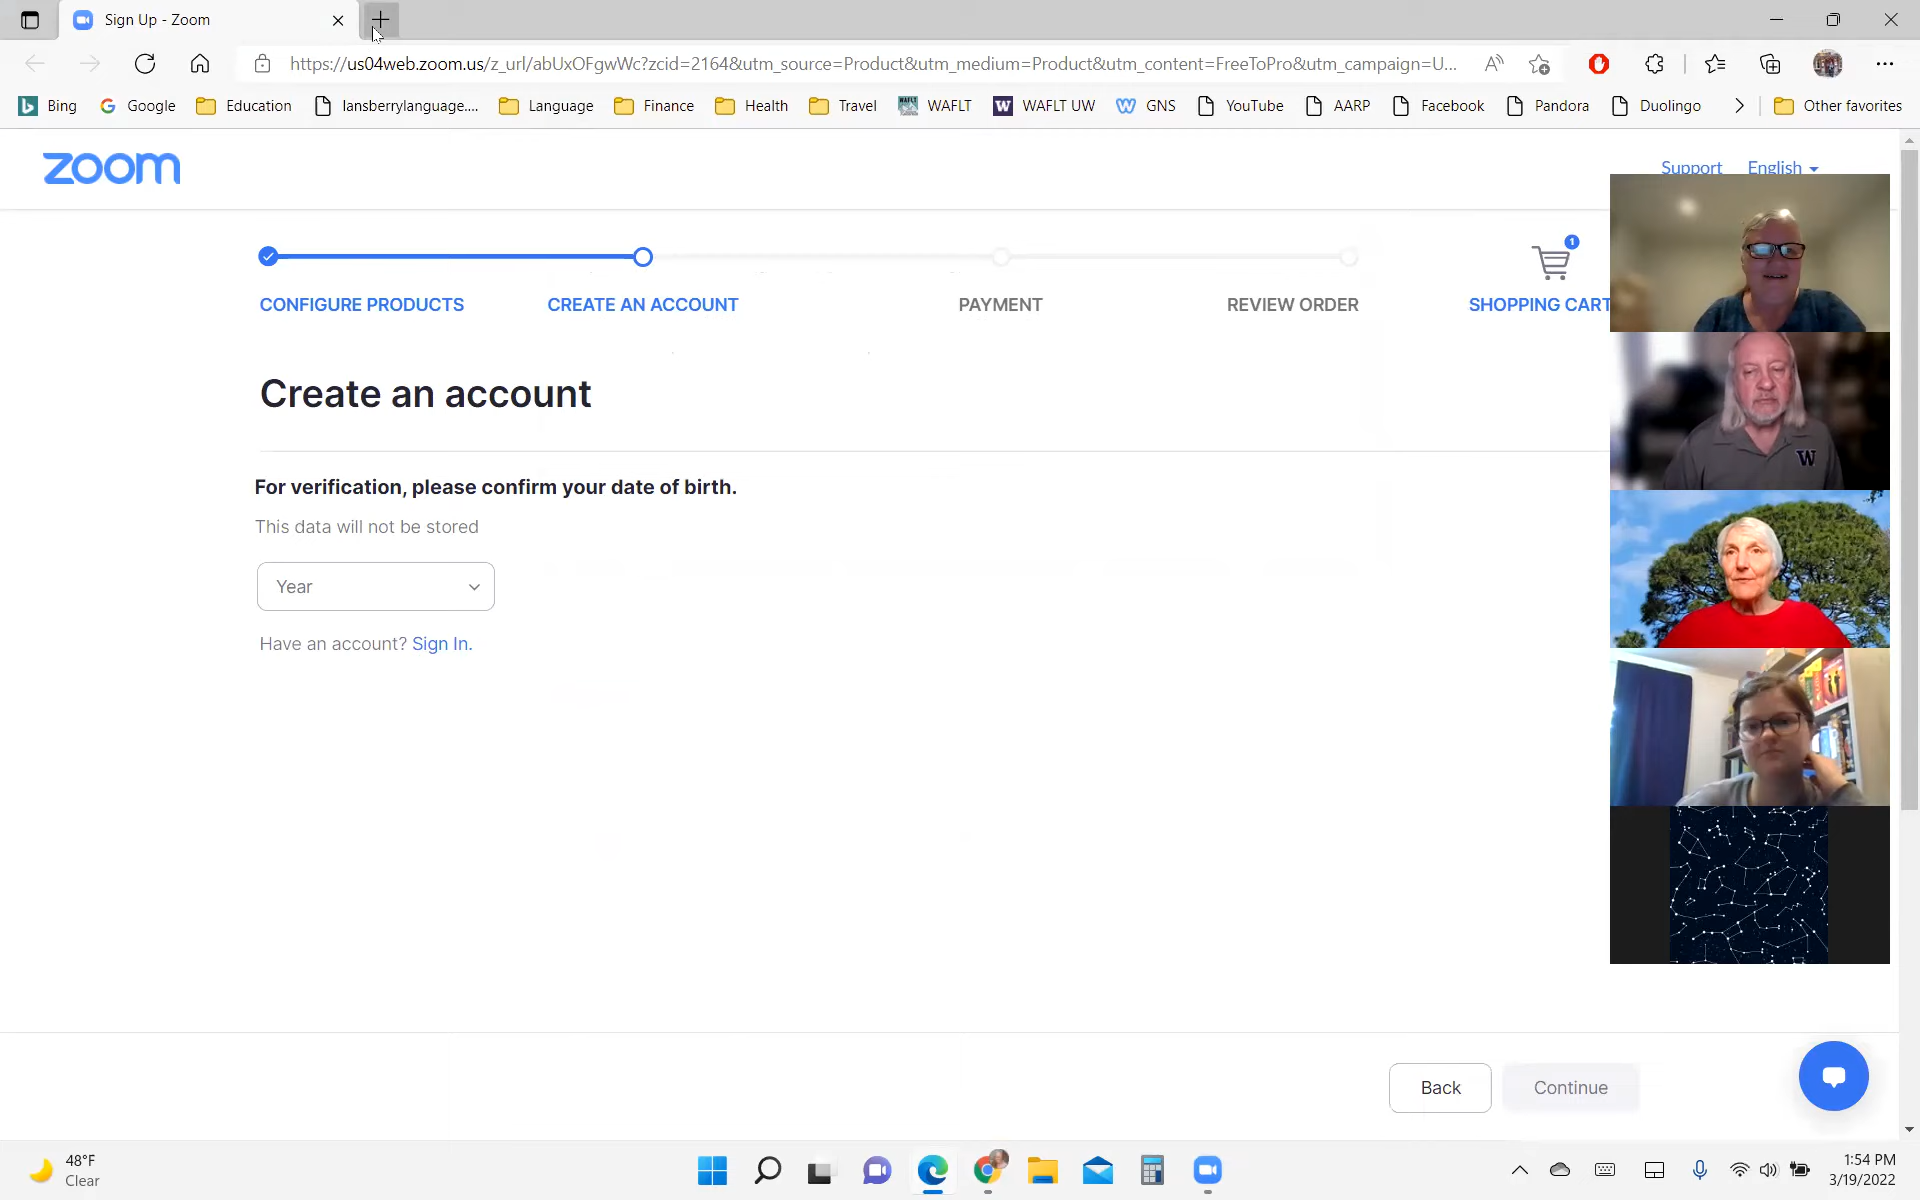 Sign Up - Zoom
https://us04web.zoom.us/z_url/abUxOFgwWc?zcid=2164&utm_source=Product&utm_medium=Product&utm_content=FreeToPro&utm_campaign=U...
Bing Google Education lansberrylanguage.... Language Finance Health Travel WAFLT WAFLT UW GNS YouTube AARP Facebook Pandora Duolingo Other favorites
zoom
Support English
1
CONFIGURE PRODUCTS CREATE AN ACCOUNT PAYMENT REVIEW ORDER SHOPPING CART
Create an account
For verification, please confirm your date of birth.
This data will not be stored
Year
Have an account? Sign In.
W
Back Continue
48°F
Clear
1:54 PM
3/19/2022